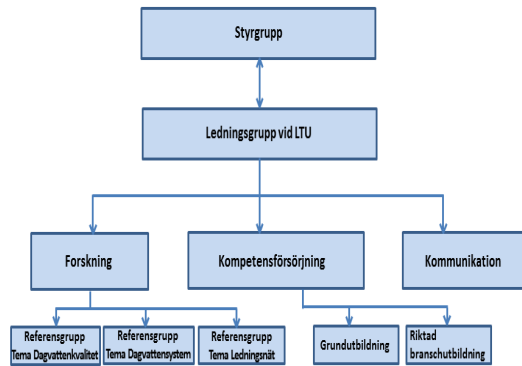 Styrgrupp
Ledningsgrupp vid LTU
Forskning
Kompetensförsörjning
Kommunikation
Referensgrupp
Tema Dagvattenkvalitet
Referensgrupp
Tema Dagvattensystem
Referensgrupp
Tema Ledningsnät
Grundutbildning
Riktad
branschutbildning